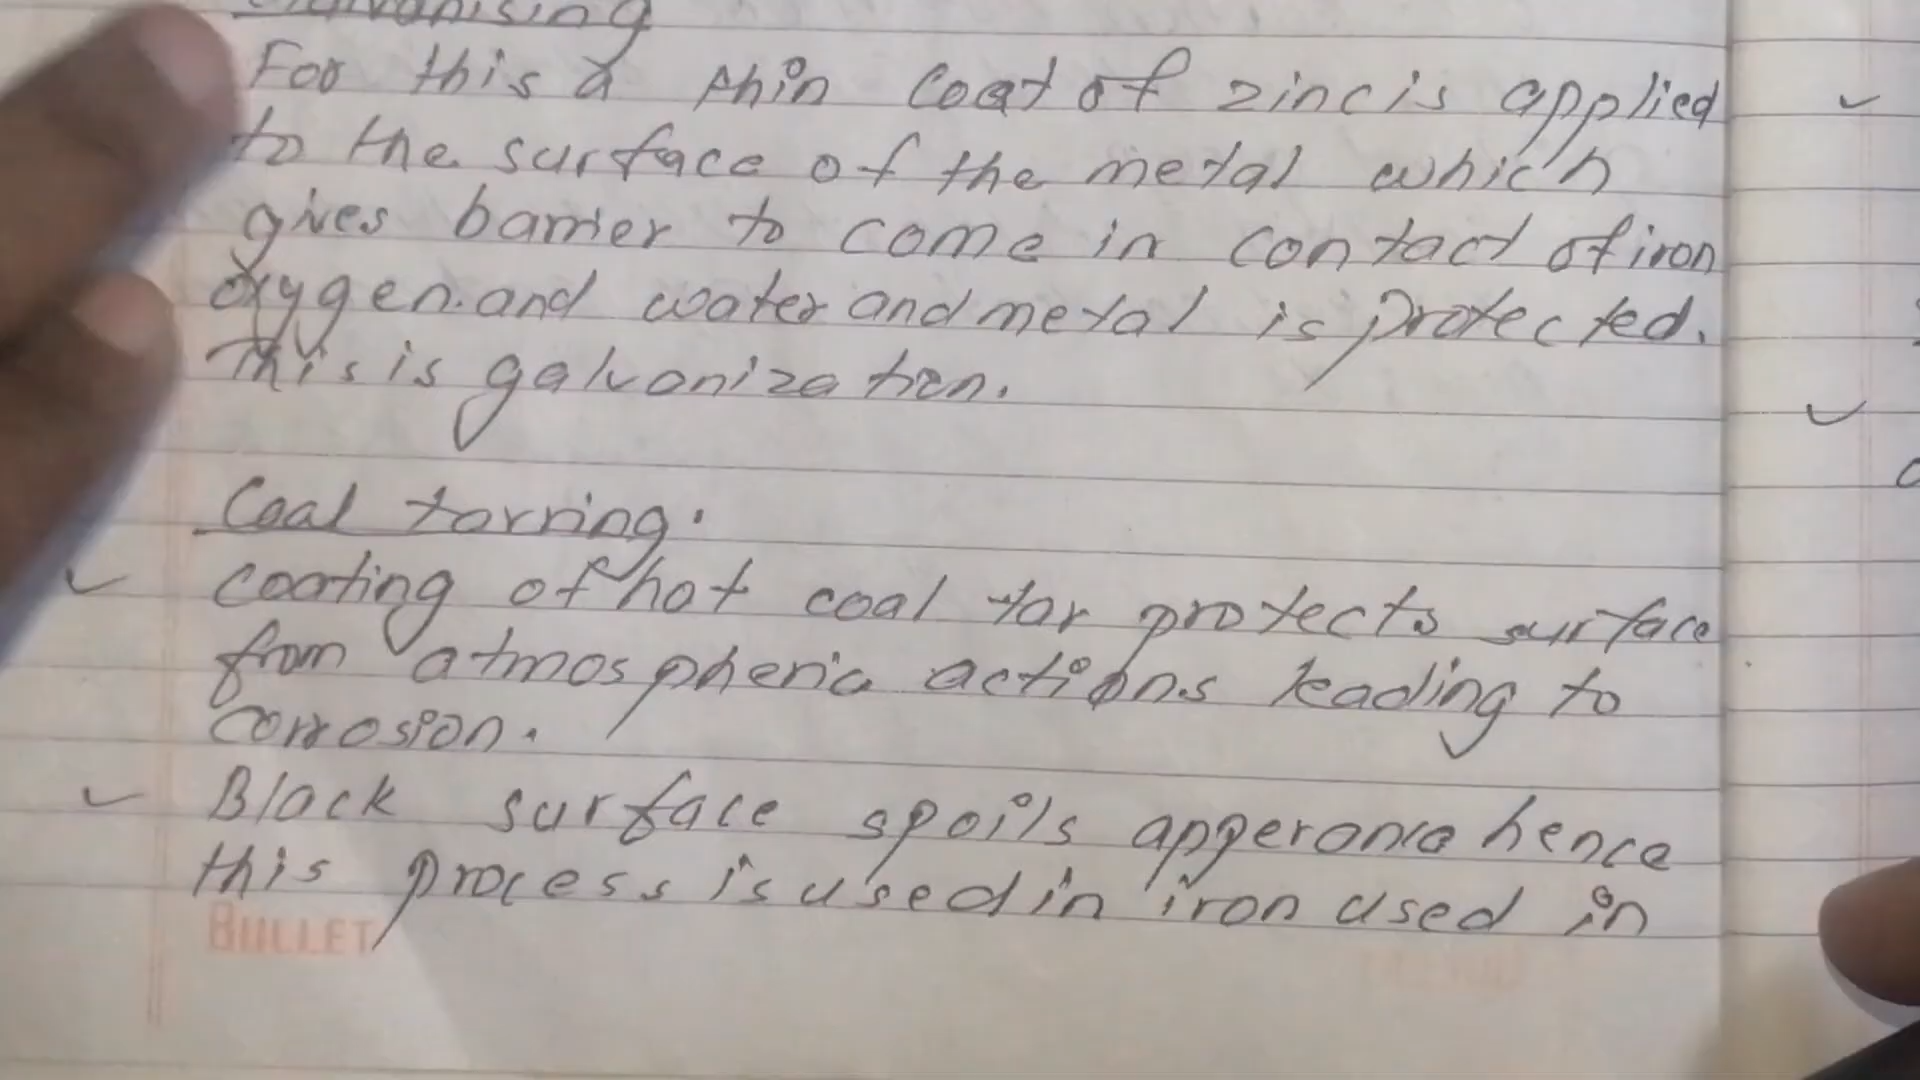 Galvanising
For this a thin coat of zinc is applied
to the surface of the metal which
gives barrier to come in contact of iron
oxygen. and water and metal is protected.
This is galvanization.
Coal tarring.
coating of hot coal tar protects surface
from atmospheric actions leading to
corrosion.
Black surface spoils apperance hence
this process is used in iron used in
BULLET